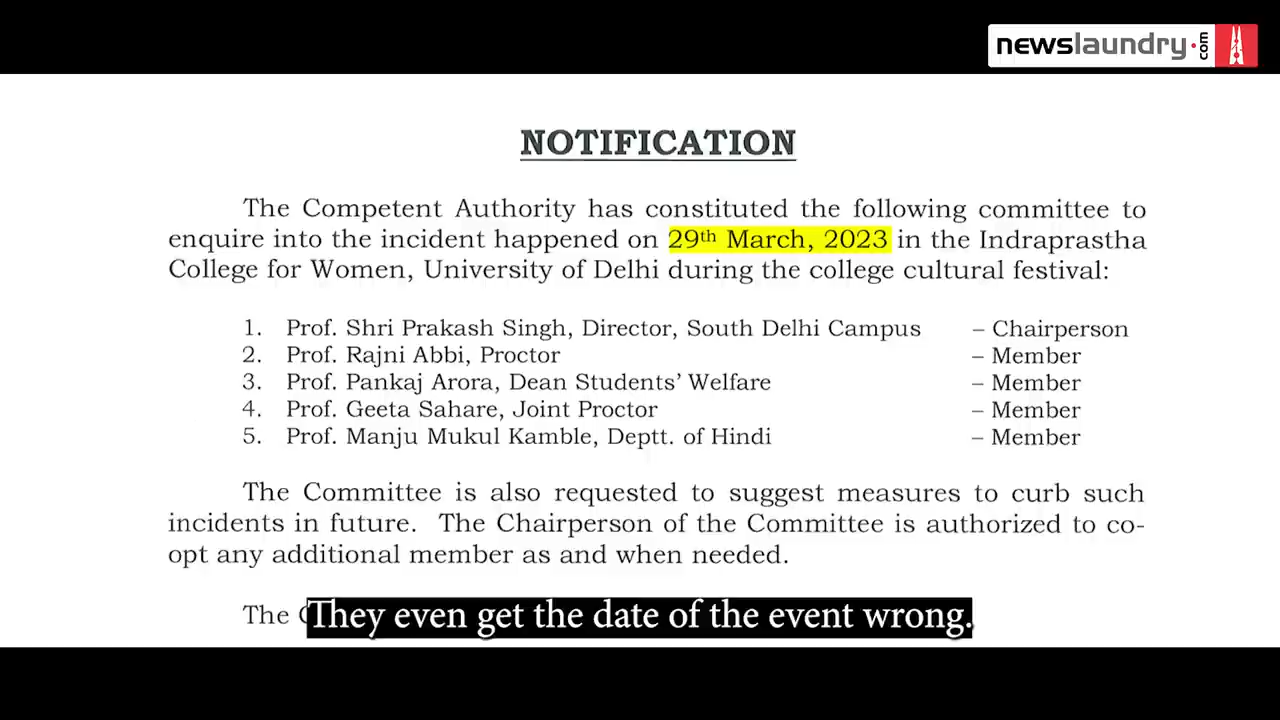 newslaundry.com
NOTIFICATION
The Competent Authority has constituted the following committee to
enquire into the incident happened on 29th March, 2023 in the Indraprastha
College for Women, University of Delhi during the college cultural festival:
1. Prof. Shri Prakash Singh, Director, South Delhi Campus – Chairperson
2. Prof. Rajni Abbi, Proctor – Member
3. Prof. Pankaj Arora, Dean Students' Welfare – Member
4. Prof. Geeta Sahare, Joint Proctor – Member
5. Prof. Manju Mukul Kamble, Deptt. of Hindi – Member
The Committee is also requested to suggest measures to curb such
incidents in future. The Chairperson of the Committee is authorized to co-
opt any additional member as and when needed.
The
They even get the date of the event wrong.